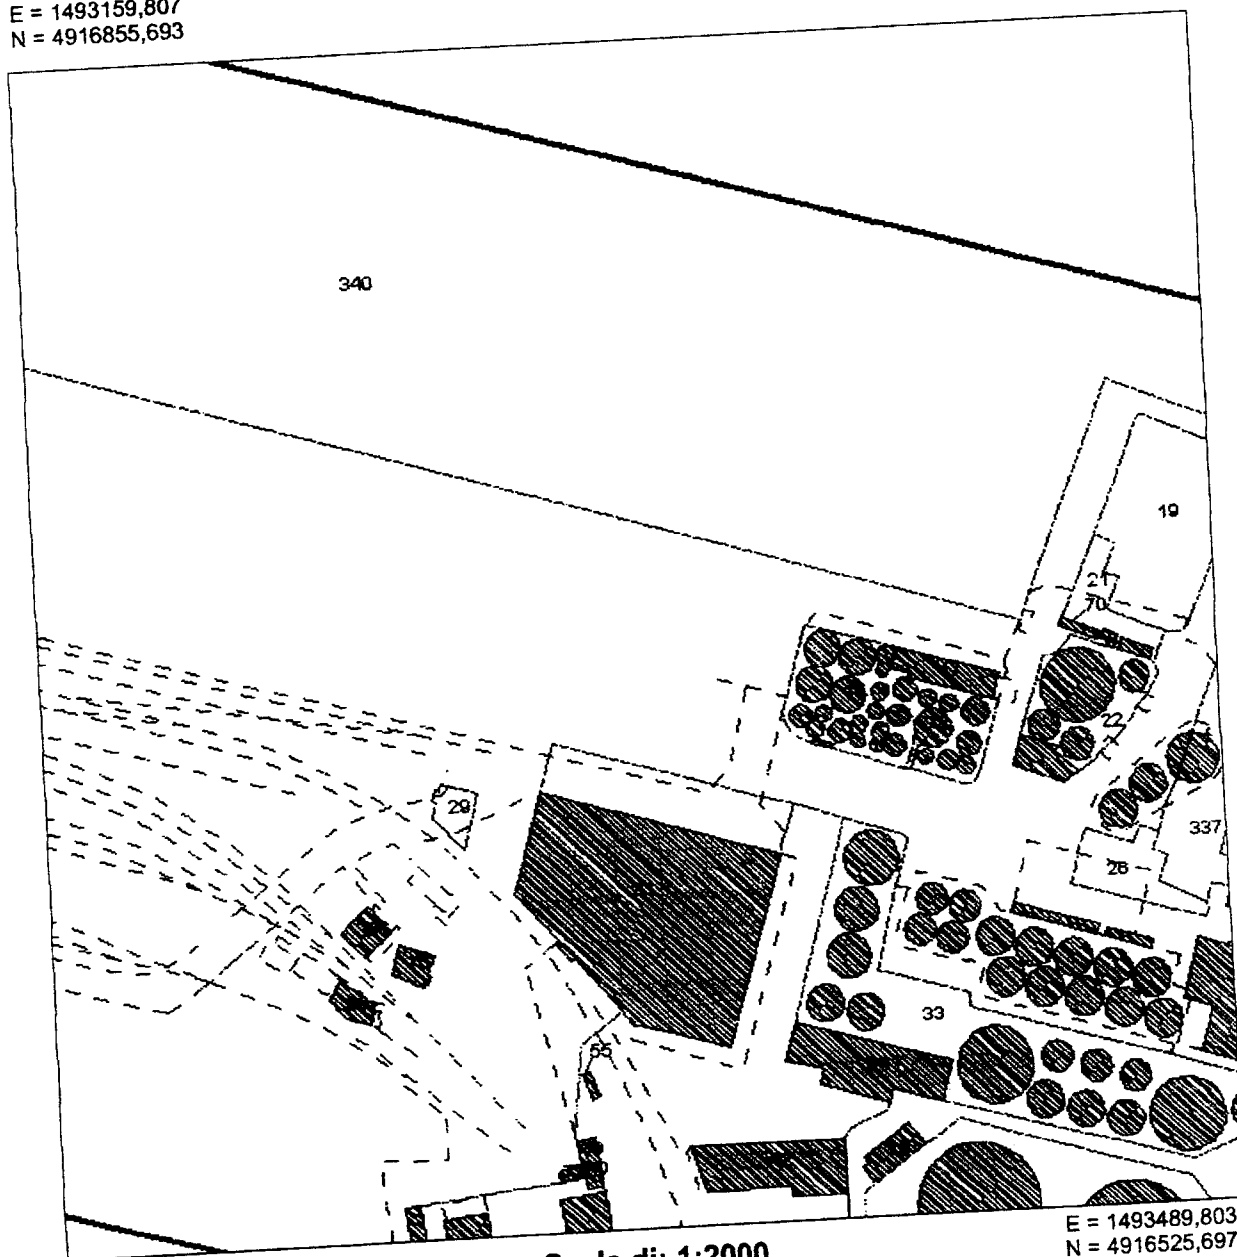 E = 1493159,807
N = 4916855,693
340
19
21
70
22
29
337
26
33
55
E = 1493489,803
N = 4916525,697
Scala di: 1:2000